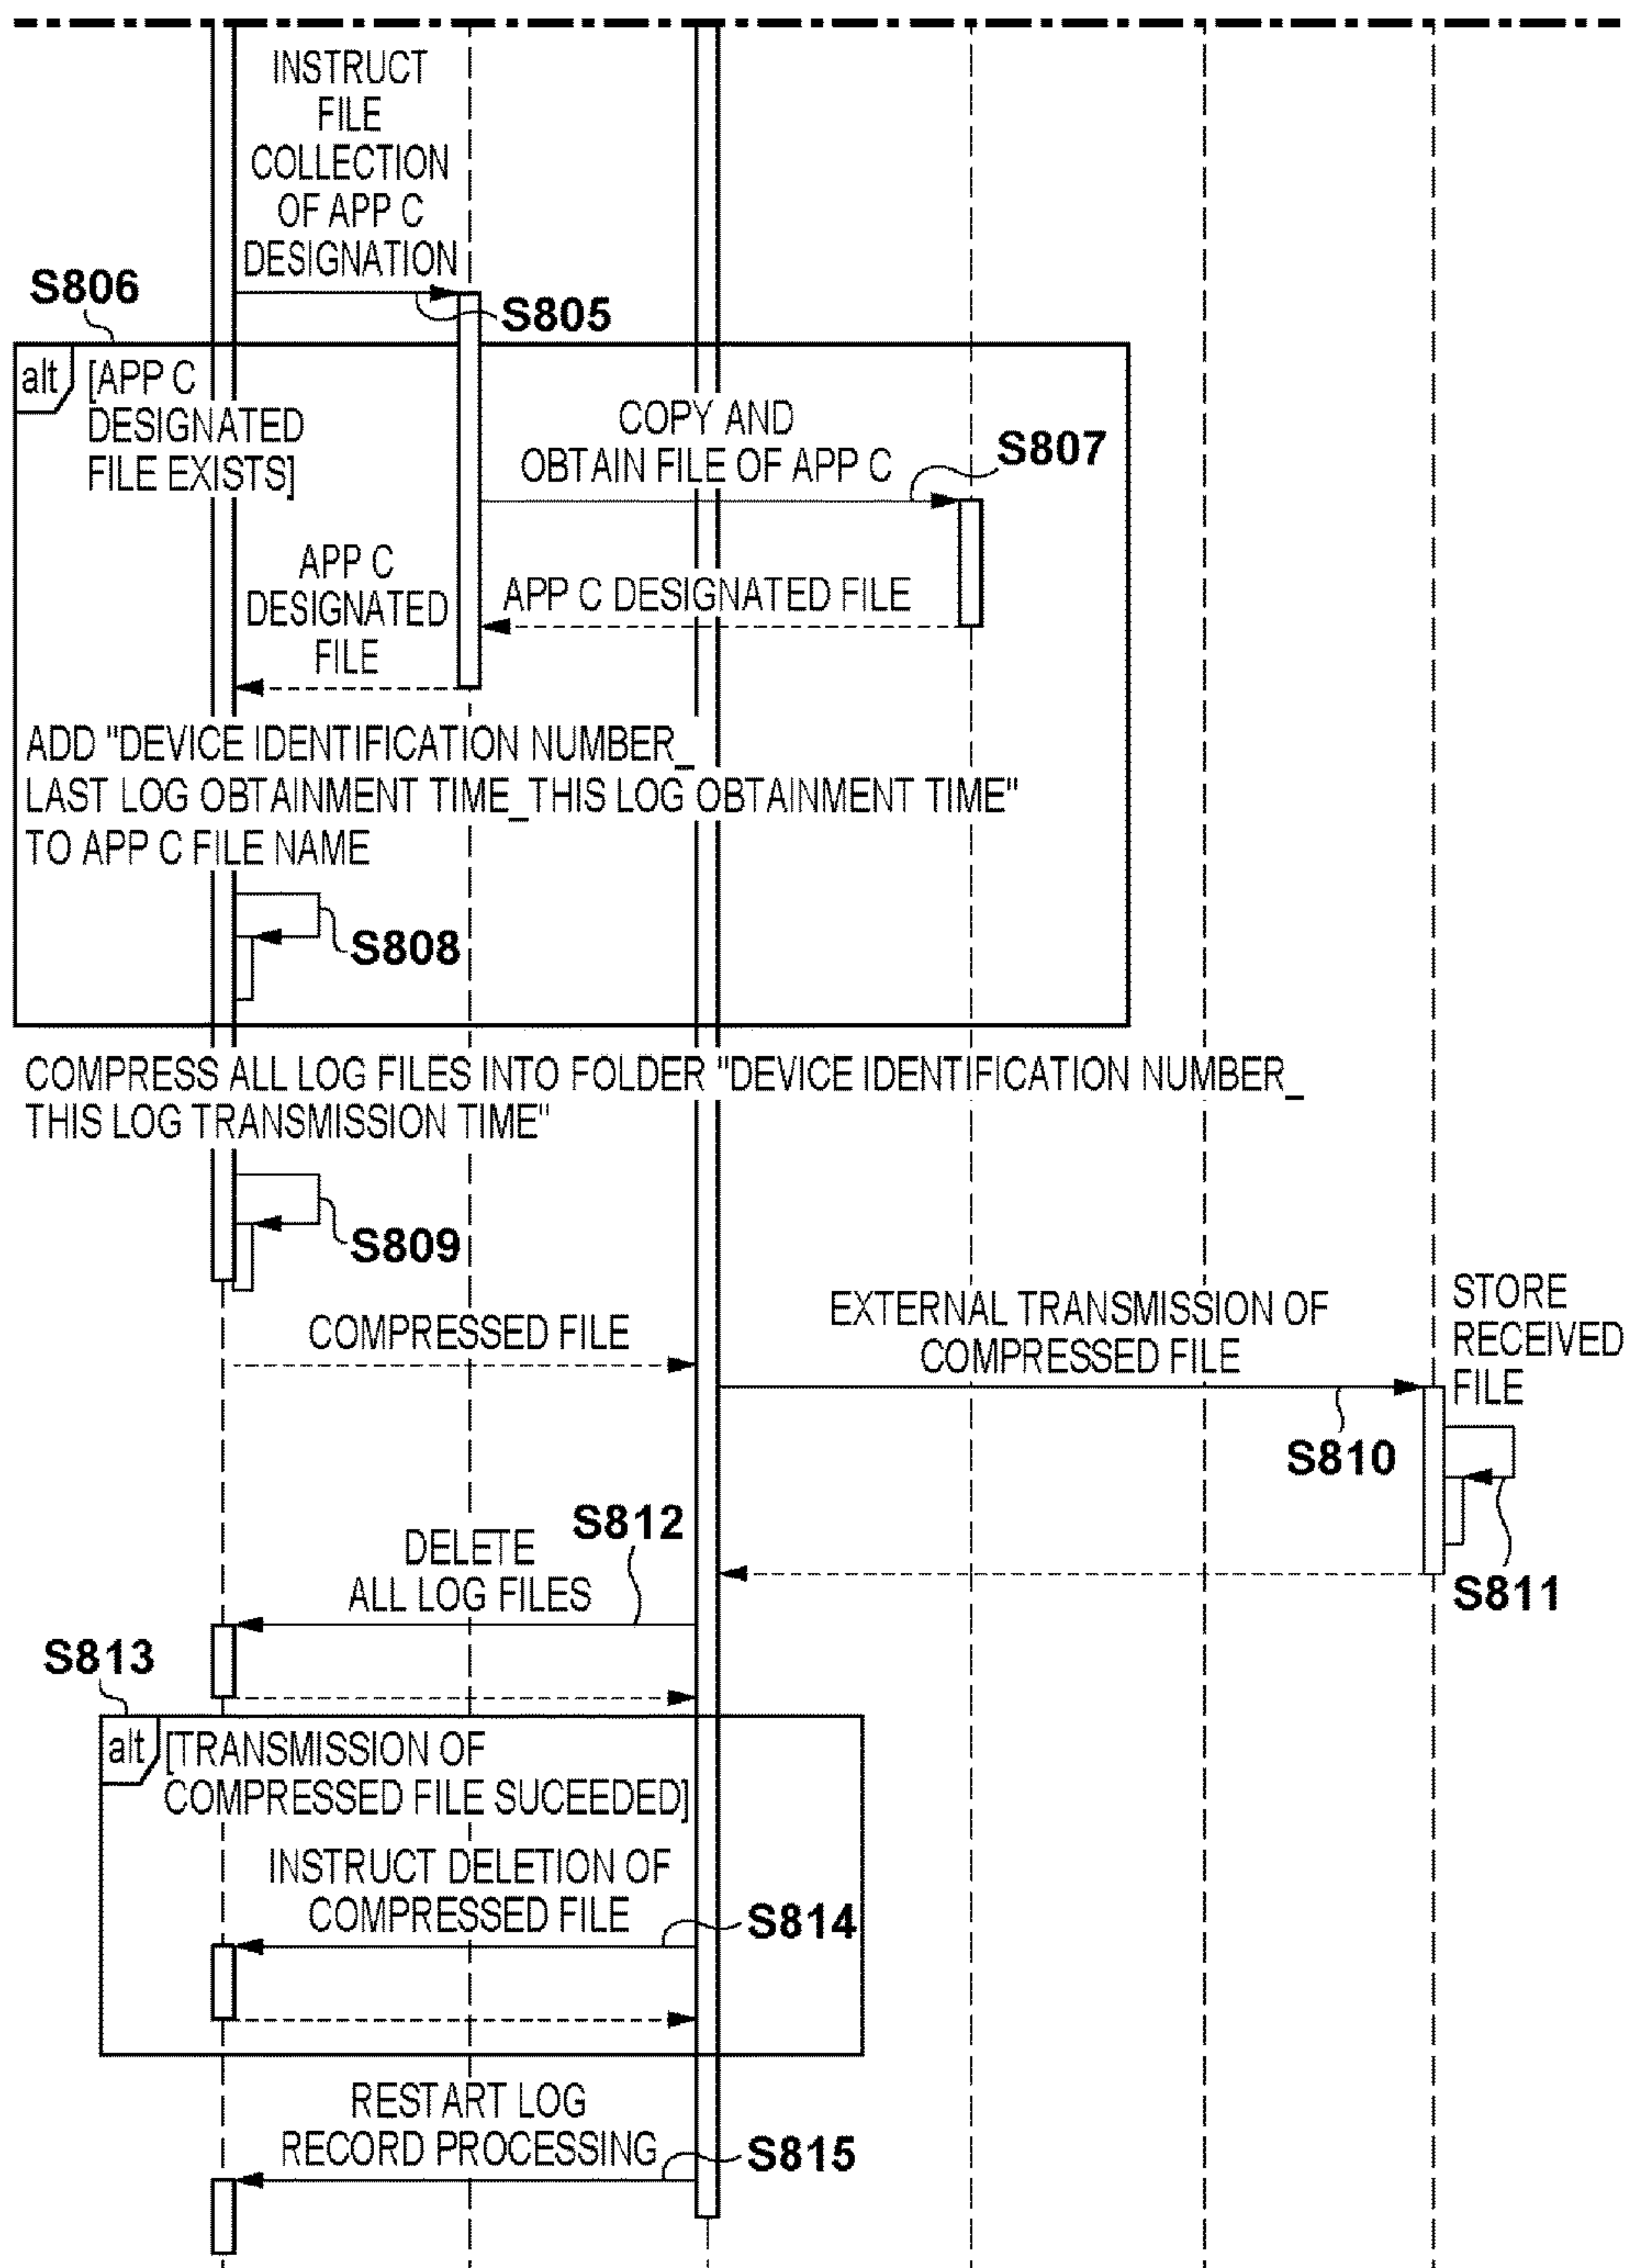 INSTRUCT
FILE
COLLECTION
OF APP C
DESIGNATION
S805
S806
alt
[APP C
DESIGNATED
FILE EXISTS]
COPY AND
OBTAIN FILE OF APP C
S807
APP C
DESIGNATED
FILE
APP C DESIGNATED FILE
ADD "DEVICE IDENTIFICATION NUMBER_
LAST LOG OBTAINMENT TIME_THIS LOG OBTAINMENT TIME"
TO APP C FILE NAME
S808
COMPRESS ALL LOG FILES INTO FOLDER "DEVICE IDENTIFICATION NUMBER_
THIS LOG TRANSMISSION TIME"
S809
COMPRESSED FILE
EXTERNAL TRANSMISSION OF
COMPRESSED FILE
S810
STORE
RECEIVED
FILE
S811
S812
DELETE
ALL LOG FILES
S813
alt
[TRANSMISSION OF
COMPRESSED FILE SUCEEDED]
INSTRUCT DELETION OF
COMPRESSED FILE
S814
RESTART LOG
RECORD PROCESSING
S815